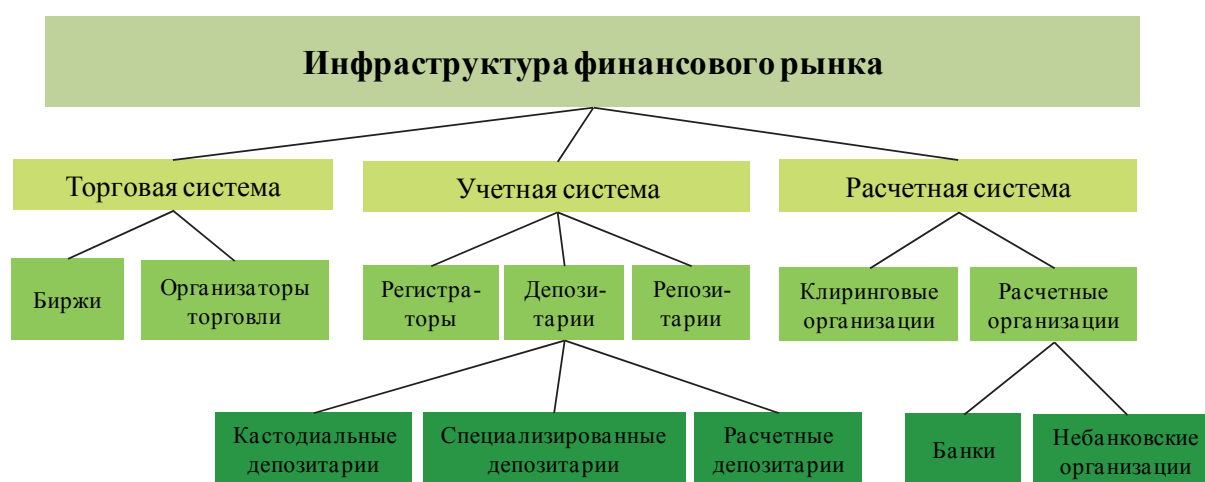 Инфраструктура финансового рынка
Торговая система
Учетная система
Расчетная система
Биржи
Организаторы
торговли
Регистра-
торы
Депози-
тарии
Репози-
тарии
Клиринговые
организации
Расчетные
организации
Кастодиальные
депозитарии
Специализированные
депозитарии
Расчетные
депозитарии
Банки
Небанковские
организации